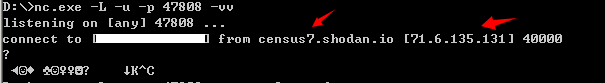 D:\>nc.exe -L -u -p 47808 -vv
listening on [any] 47808 ...
connect to [ ] from census7.shodan.io [71.6.135.131] 40000
?
◄☺◙♠ ♀☺♀♀☺? ↓K^C